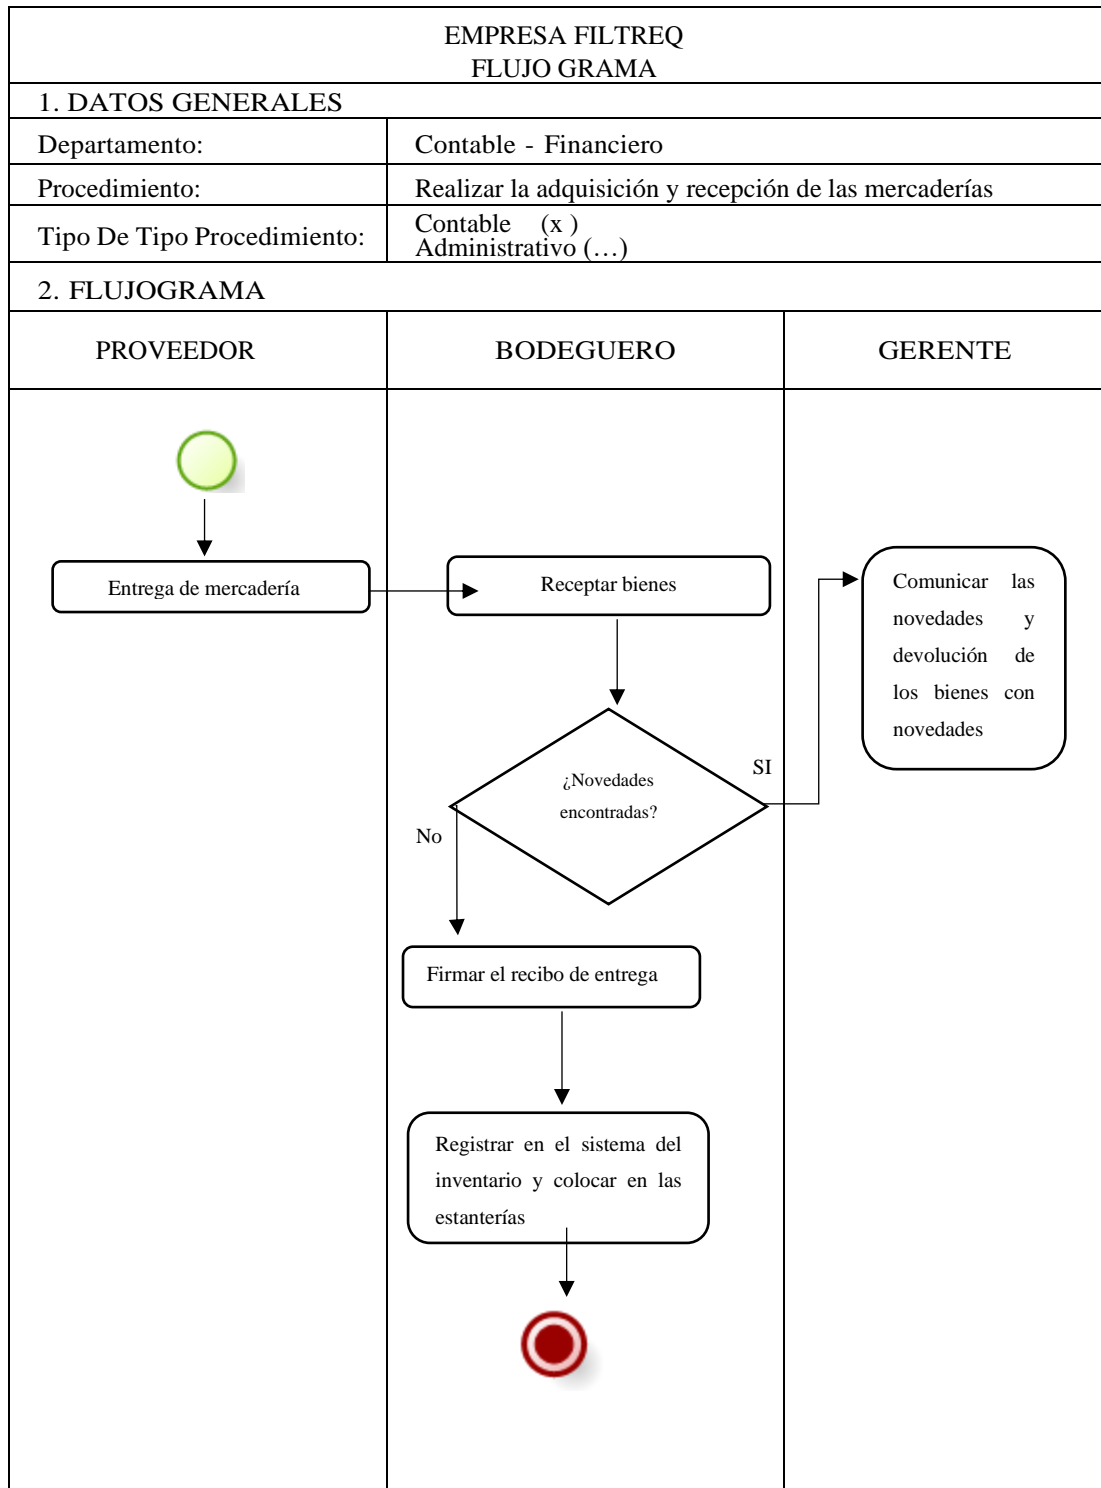 EMPRESA FILTREQ
FLUJO GRAMA
1. DATOS GENERALES
Departamento:
Contable - Financiero
Procedimiento:
Realizar la adquisición y recepción de las mercaderías
Tipo De Tipo Procedimiento:
Contable (x )
Administrativo (…)
2. FLUJOGRAMA
PROVEEDOR
BODEGUERO
GERENTE
Entrega de mercadería
Receptar bienes
Comunicar las
novedades y
devolución de
los bienes con
novedades
¿Novedades
encontradas?
SI
No
Firmar el recibo de entrega
Registrar en el sistema del
inventario y colocar en las
estanterías